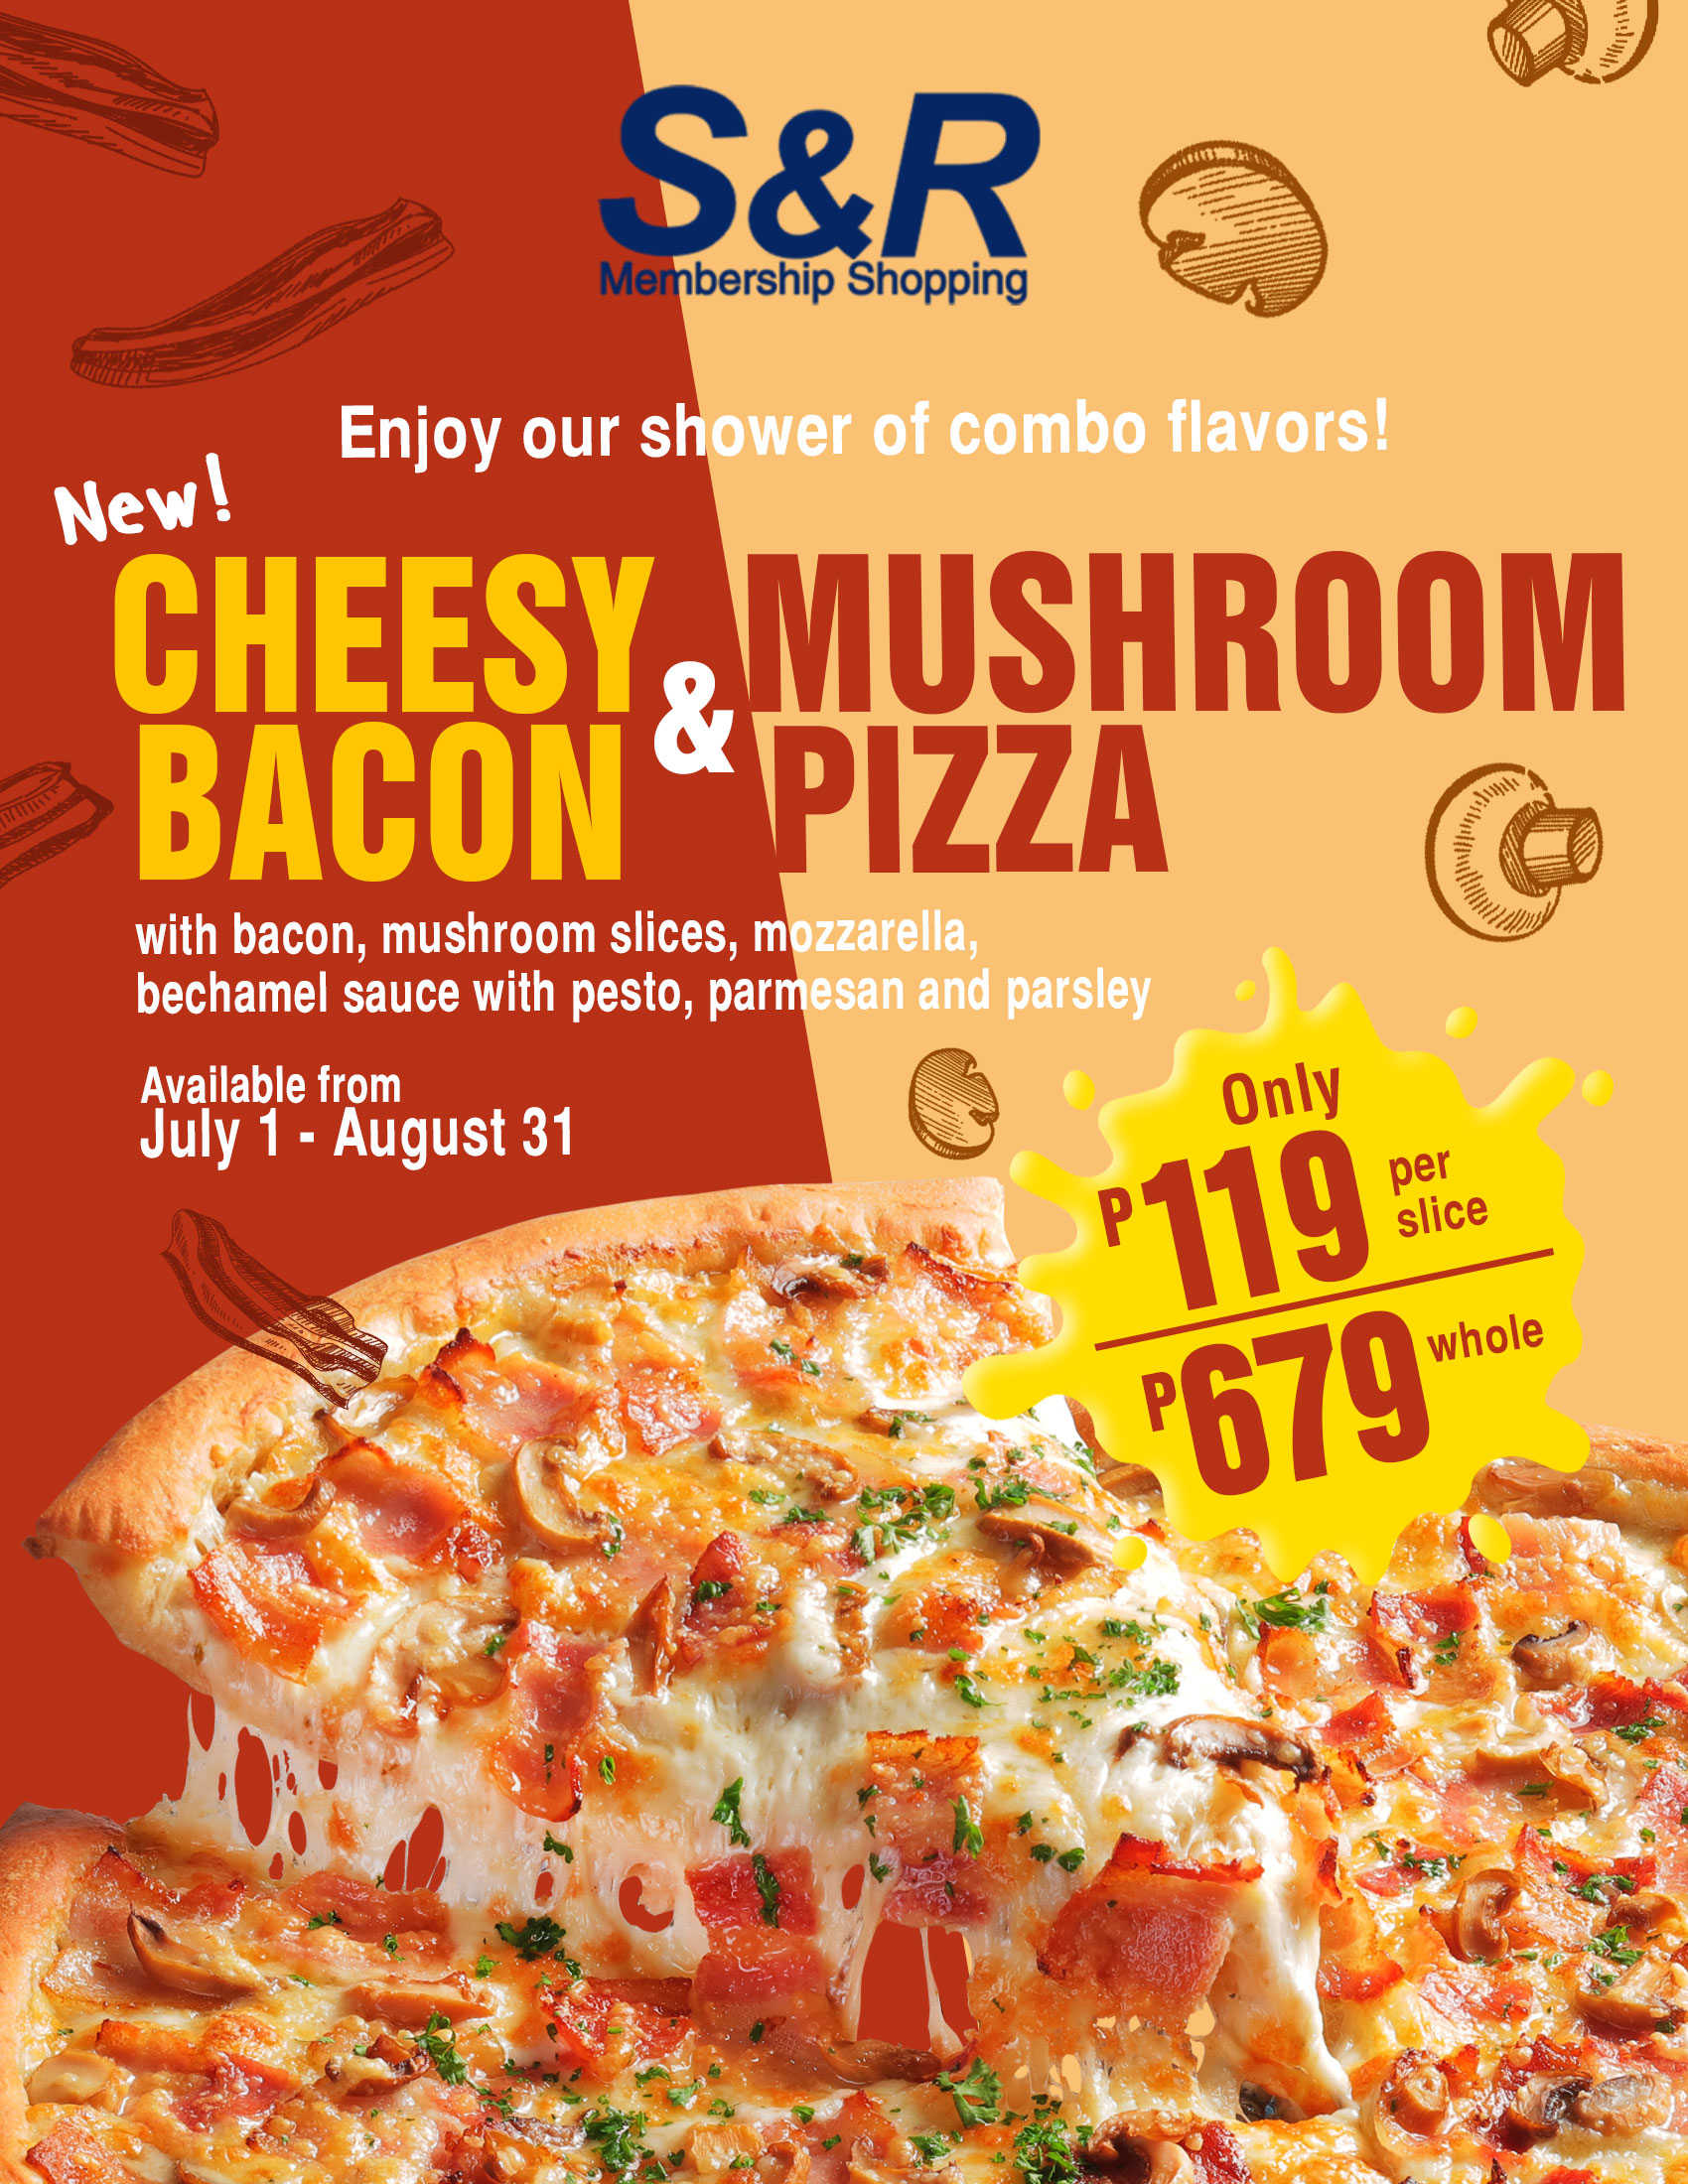 S&R
Membership Shopping
Enjoy our shower of combo flavors!
New!
CHEESY
BACON
&
MUSHROOM
PIZZA
with bacon, mushroom slices, mozzarella,
bechamel sauce with pesto, parmesan and parsley
Available from
July 1 - August 31
Only
P119 per
slice
P679 whole